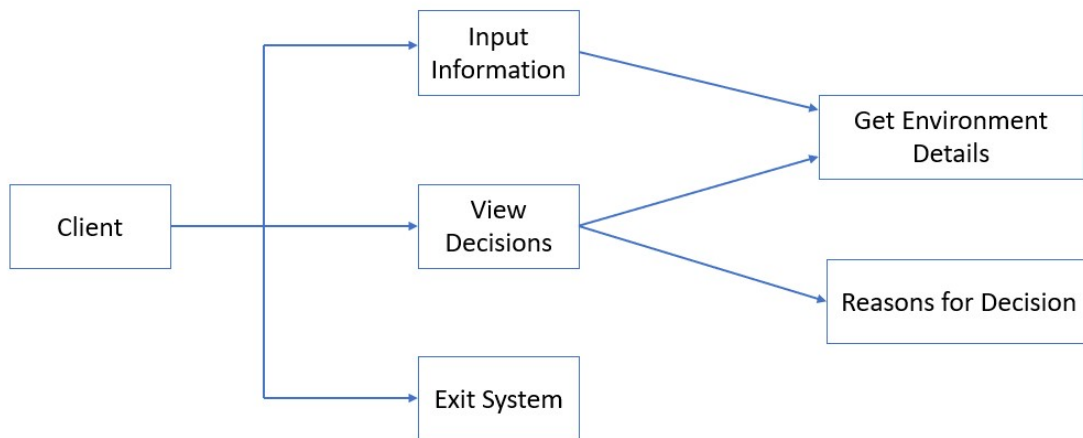 Input
Information
Get Environment
Details
Client
View
Decisions
Reasons for Decision
Exit System